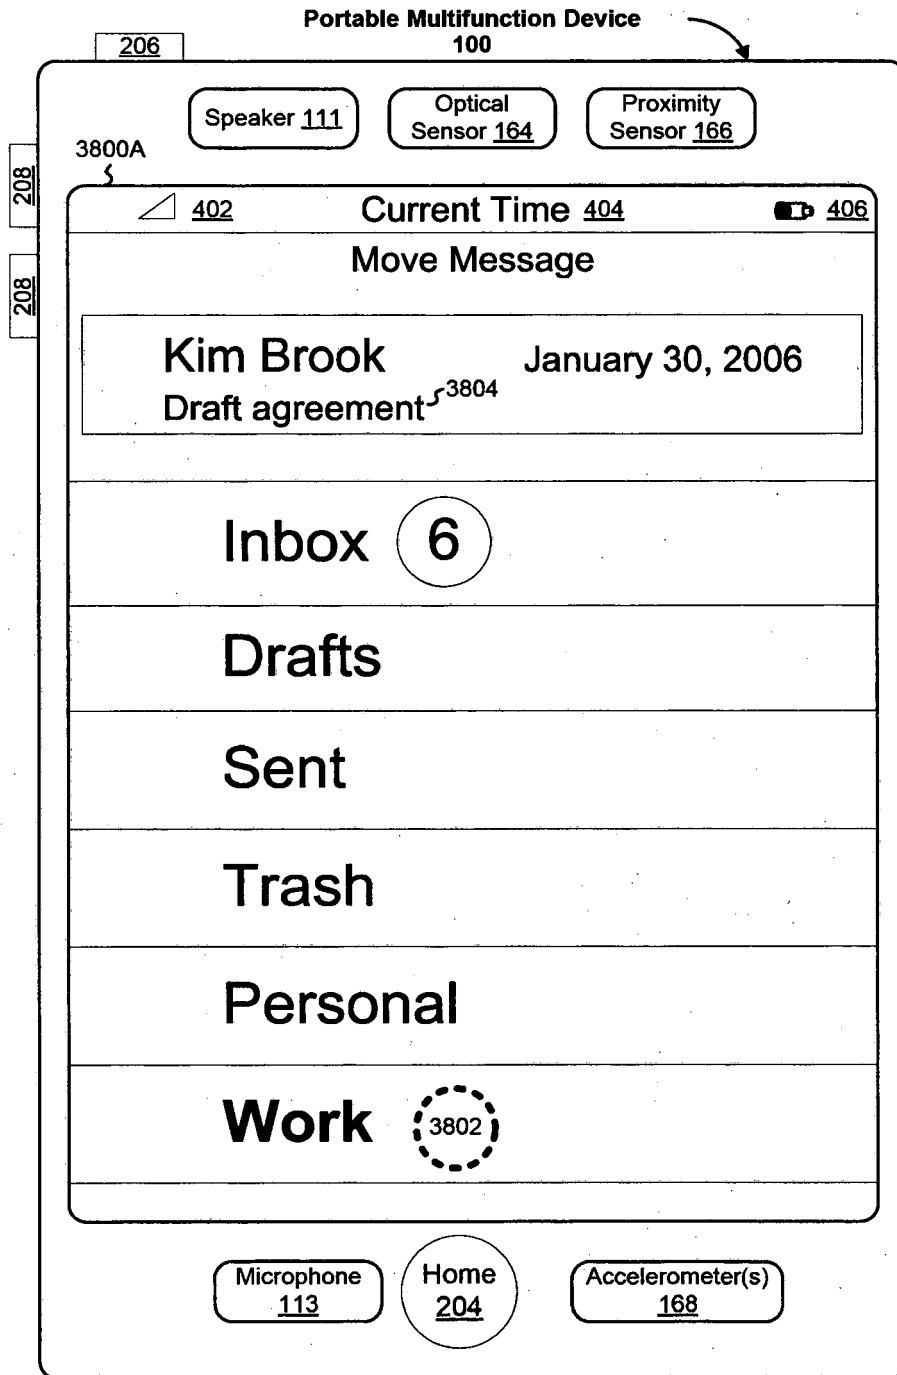 Portable Multifunction Device
100
206
Speaker 111
Optical
Sensor 164
Proximity
Sensor 166
3800A
208
208
402
Current Time 404
406
Move Message
Kim Brook
January 30, 2006
Draft agreement
3804
Inbox 6
Drafts
Sent
Trash
Personal
Work 3802
Microphone
113
Home
204
Accelerometer(s)
168